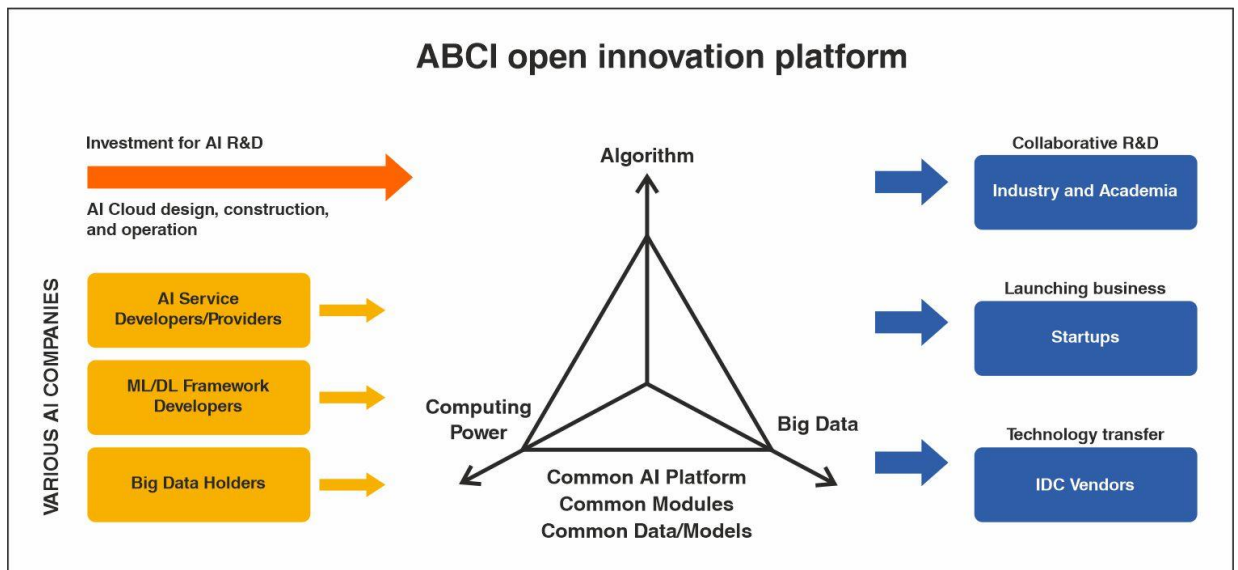 ABCI open innovation platform
Investment for AI R&D
AI Cloud design, construction,
and operation
VARIOUS AI COMPANIES
AI Service
Developers/Providers
ML/DL Framework
Developers
Big Data Holders
Algorithm
Computing
Power
Big Data
Common AI Platform
Common Modules
Common Data/Models
Collaborative R&D
Industry and Academia
Launching business
Startups
Technology transfer
IDC Vendors